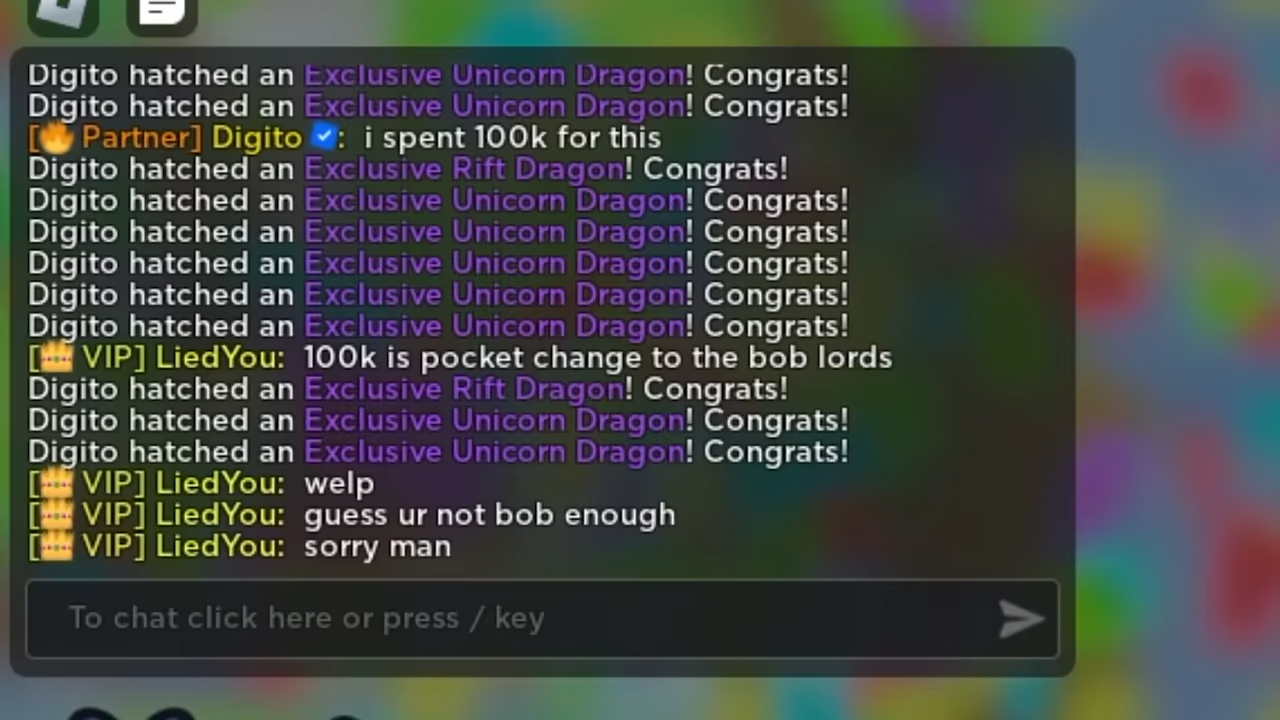 Digito hatched an Exclusive Unicorn Dragon! Congrats!
Digito hatched an Exclusive Unicorn Dragon! Congrats!
[🔥 Partner] Digito ☑️: i spent 100k for this
Digito hatched an Exclusive Rift Dragon! Congrats!
Digito hatched an Exclusive Unicorn Dragon! Congrats!
Digito hatched an Exclusive Unicorn Dragon! Congrats!
Digito hatched an Exclusive Unicorn Dragon! Congrats!
Digito hatched an Exclusive Unicorn Dragon! Congrats!
Digito hatched an Exclusive Unicorn Dragon! Congrats!
[👑 VIP] LiedYou: 100k is pocket change to the bob lords
Digito hatched an Exclusive Rift Dragon! Congrats!
Digito hatched an Exclusive Unicorn Dragon! Congrats!
Digito hatched an Exclusive Unicorn Dragon! Congrats!
[👑 VIP] LiedYou: welp
[👑 VIP] LiedYou: guess ur not bob enough
[👑 VIP] LiedYou: sorry man
To chat click here or press / key